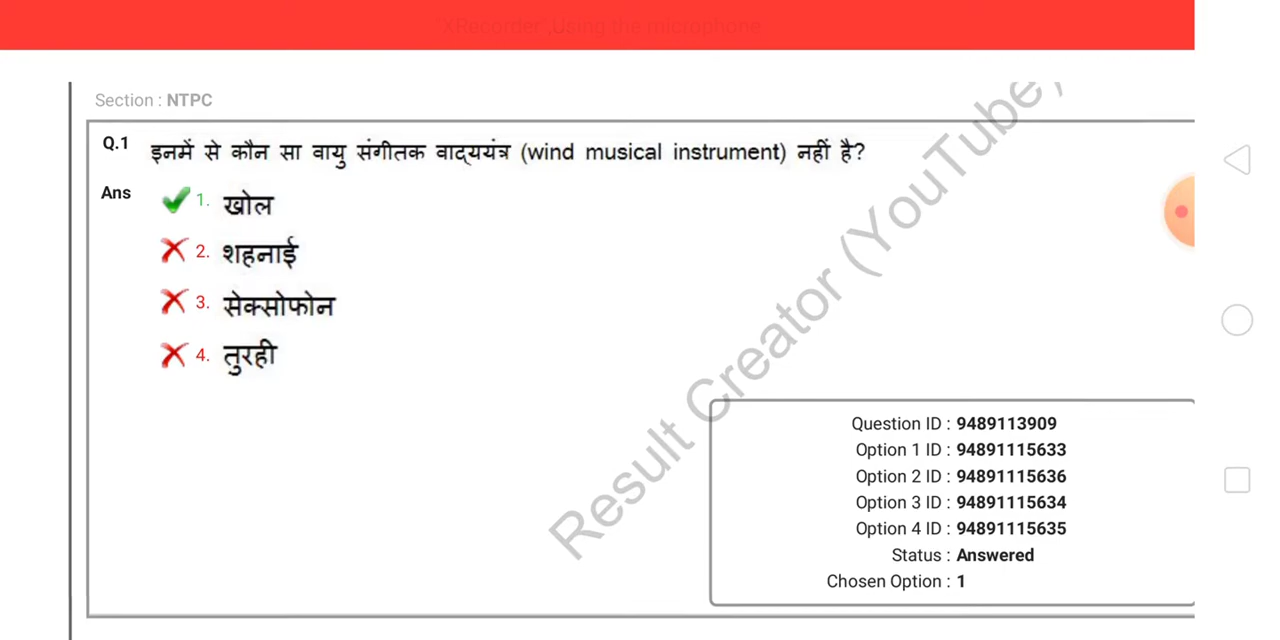 "XRecorder",Using the microphone
Section : NTPC
Q.1 इनमें से कौन सा वायु संगीतक वाद्ययंत्र (wind musical instrument) नहीं है?
Ans 1. खोल
2. शहनाई
3. सेक्सोफोन
4. तुरही
Result Creator (YouTube)
Question ID : 9489113909
Option 1 ID : 94891115633
Option 2 ID : 94891115636
Option 3 ID : 94891115634
Option 4 ID : 94891115635
Status : Answered
Chosen Option : 1